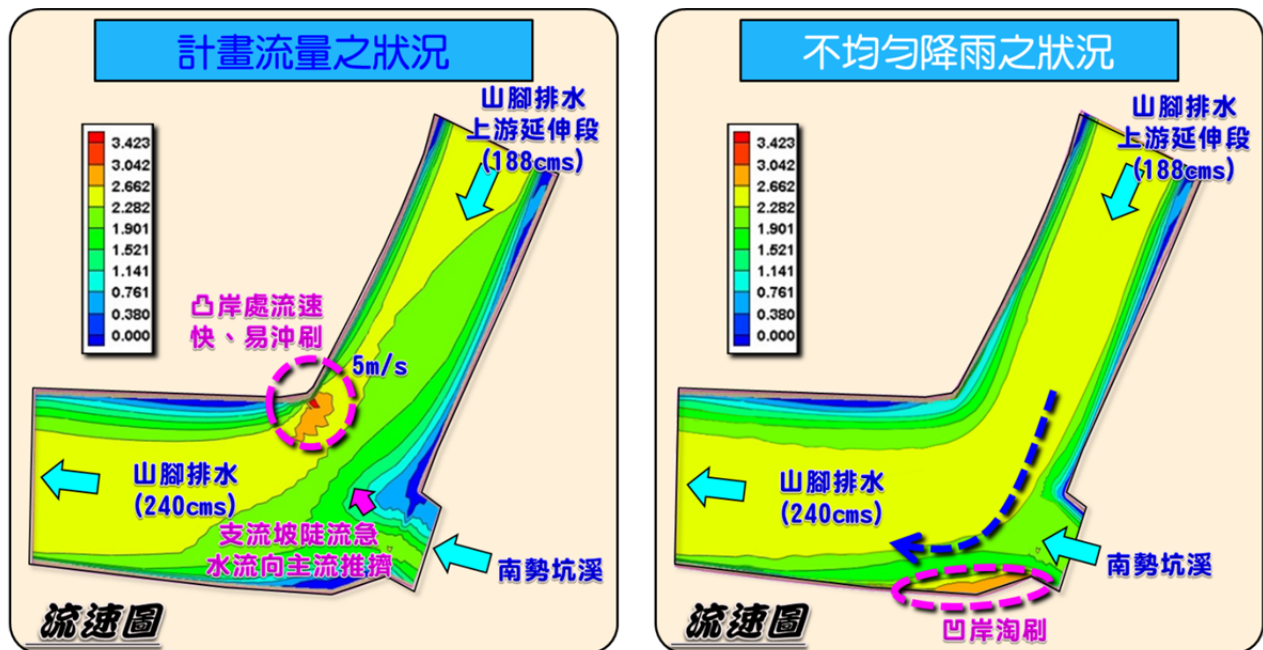 計畫流量之狀況
山腳排水
上游延伸段
(188cms)
3.423
3.042
2.662
2.282
1.901
1.521
1.141
0.761
0.380
0.000
凸岸處流速
快、易沖刷
5m/s
山腳排水
(240cms)
支流坡陡流急
水流向主流推擠
南勢坑溪
流速圖
不均勻降雨之狀況
山腳排水
上游延伸段
(188cms)
3.423
3.042
2.662
2.282
1.901
1.521
1.141
0.761
0.380
0.000
山腳排水
(240cms)
南勢坑溪
凹岸淘刷
流速圖